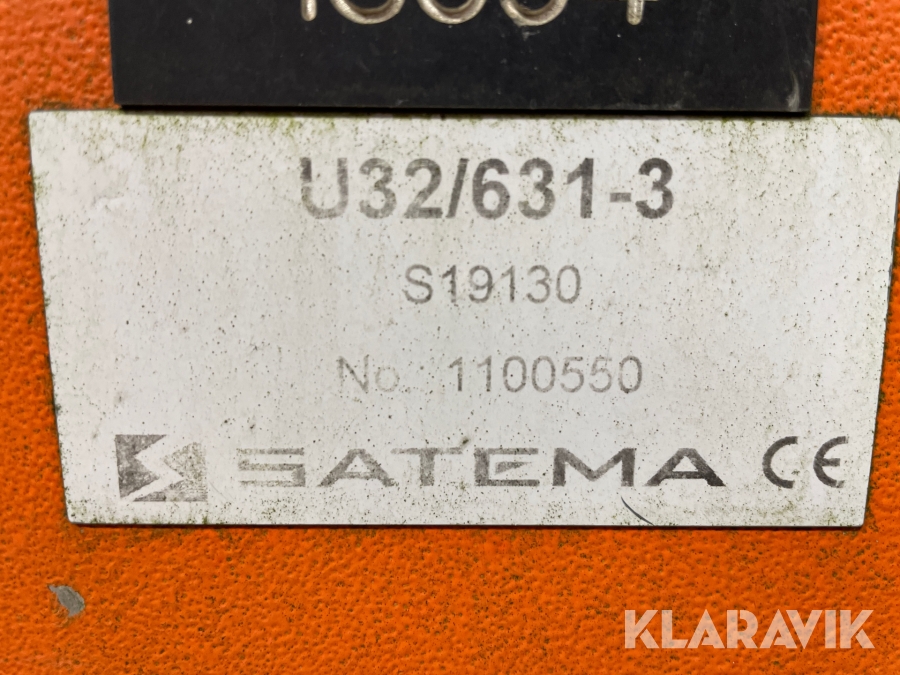 U32/631-3
S19130
No. 1100550
SATEMA CE
KLARAVIK